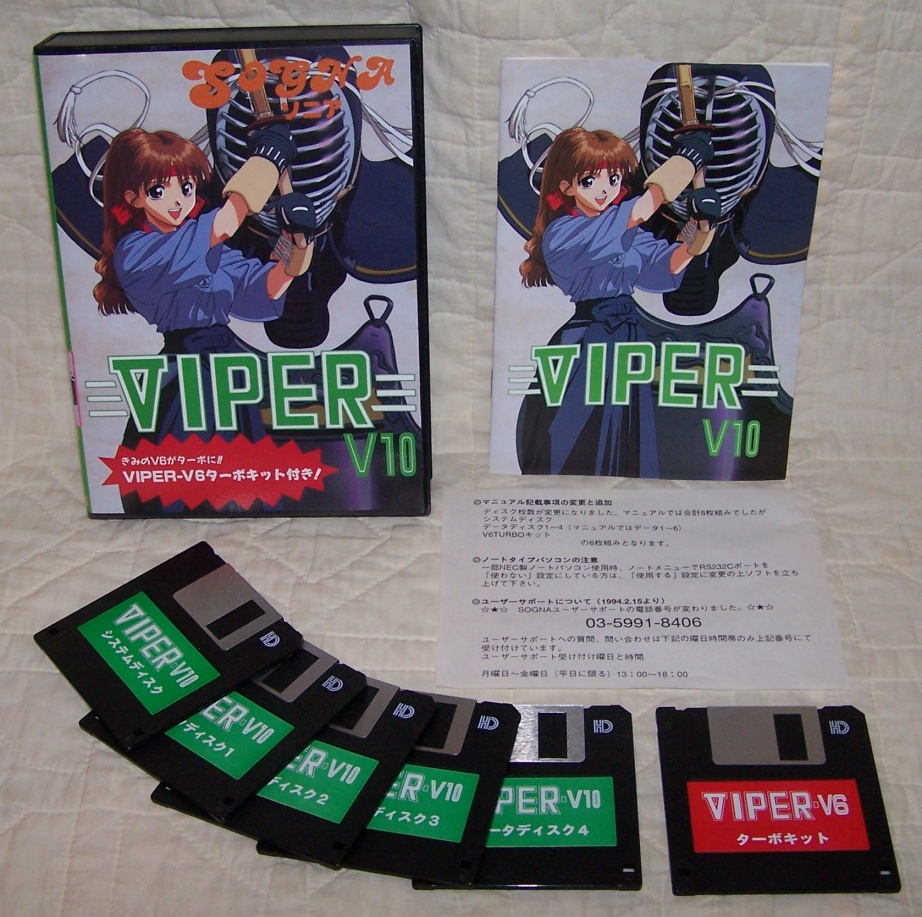 SOGNA
ソニア
VIPER
V10
きみのV6がターボに!!
VIPER-V6ターボキット付き!
VIPER
V10
◎マニュアル記載事項の変更と追加
ディスク枚数が変更になりました。マニュアルでは合計8枚組みでしたが
システムディスク
データディスク1〜4(マニュアルではデータ1〜6)
V6TURBOキット
の6枚組みとなります。
◎ノートタイプパソコンの注意
一部NEC製ノートパソコン使用時、ノートメニューでRS232Cポートを
「使わない」設定にしている方は、「使用する」設定に変更の上ソフトを立ち
上げて下さい。
◎ユーザーサポートについて(1994.2.15より)
☆★☆ SOGNAユーザーサポートの電話番号が変わりました。☆★☆
03-5991-8406
ユーザーサポートへの質問、問い合わせは下記の曜日時間帯のみ上記番号にて
受け付けています。
ユーザーサポート受け付け曜日と時間
月曜日〜金曜日(平日に限る)13:00〜18:00
HD
VIPER-V10
システムディスク
HD
ER-V10
ディスク1
HD
ER-V10
ディスク2
HD
ER-V10
ディスク3
HD
PER-V10
ータディスク4
HD
VIPER-V6
ターボキット